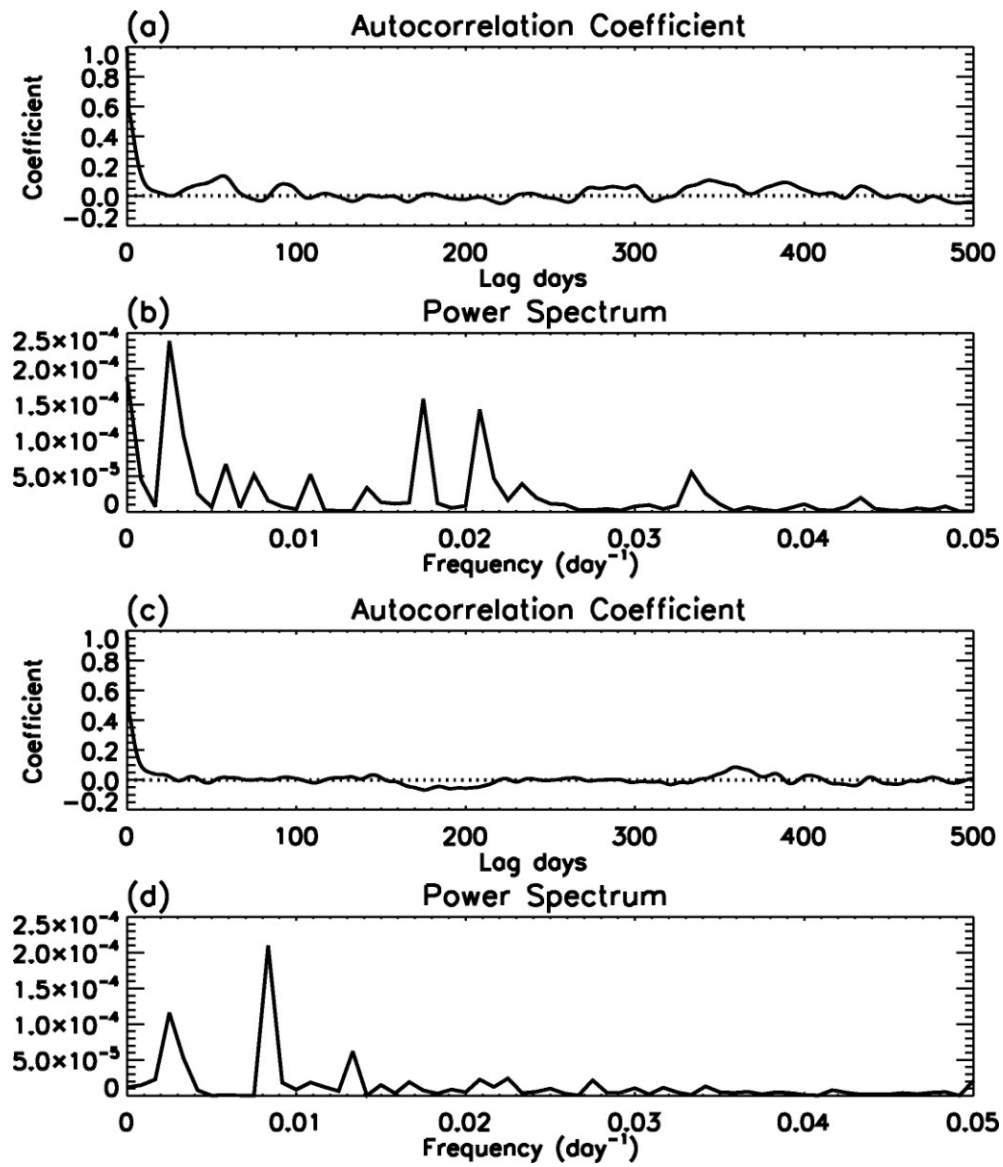 (a) Autocorrelation Coefficient
1.0
0.8
0.6
0.4
0.2
0.0
-0.2
Coefficient
0 100 200 300 400 500
Lag days
(b) Power Spectrum
2.5×10⁻⁴
2.0×10⁻⁴
1.5×10⁻⁴
1.0×10⁻⁴
5.0×10⁻⁵
0
0 0.01 0.02 0.03 0.04 0.05
Frequency (day⁻¹)
(c) Autocorrelation Coefficient
1.0
0.8
0.6
0.4
0.2
0.0
-0.2
Coefficient
0 100 200 300 400 500
Lag days
(d) Power Spectrum
2.5×10⁻⁴
2.0×10⁻⁴
1.5×10⁻⁴
1.0×10⁻⁴
5.0×10⁻⁵
0
0 0.01 0.02 0.03 0.04 0.05
Frequency (day⁻¹)